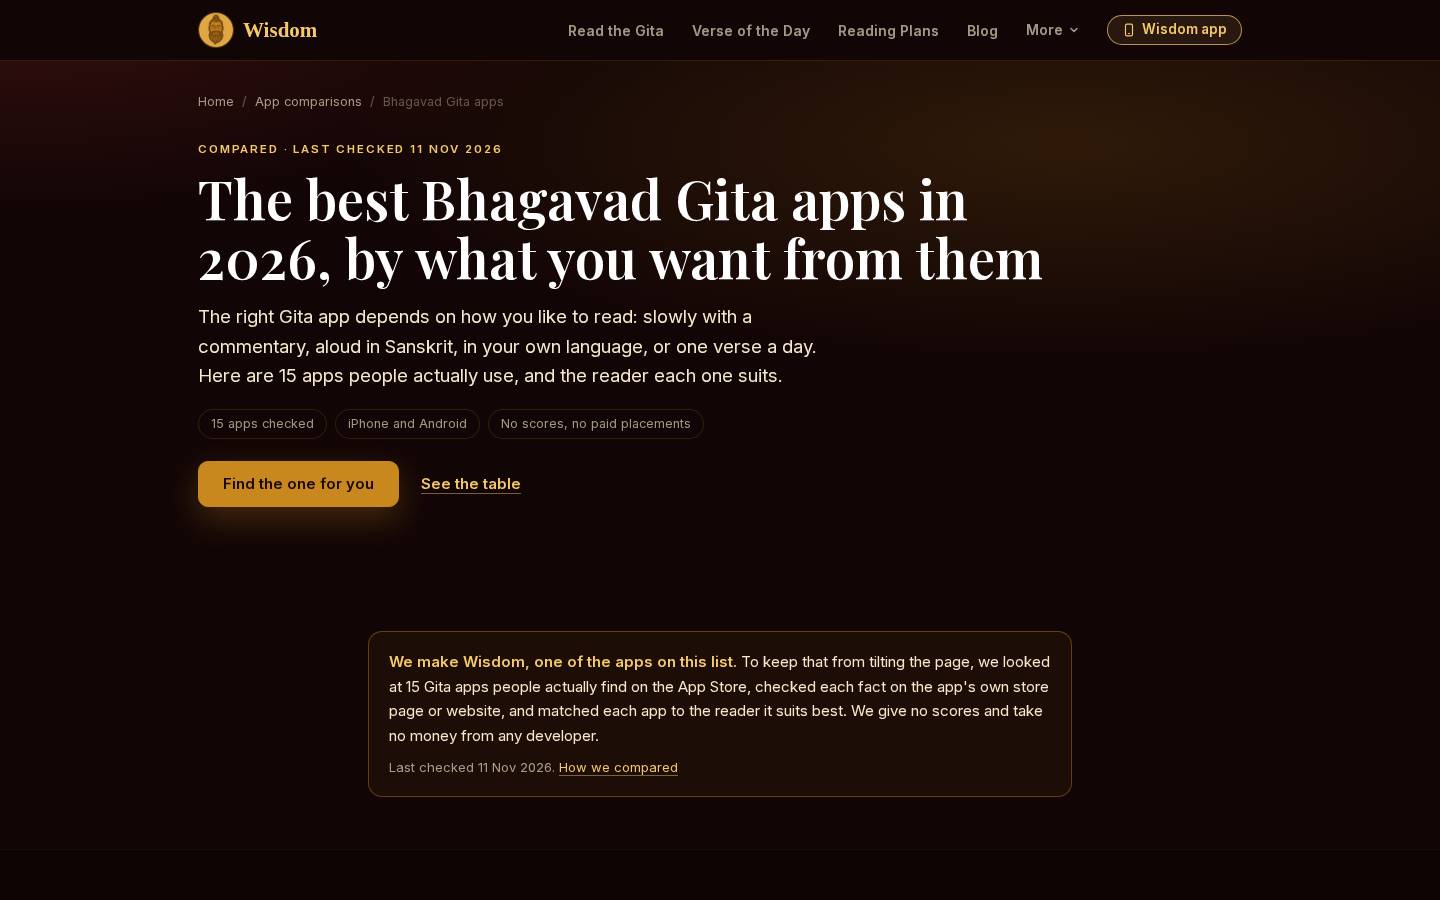 Wisdom
Read the Gita
Verse of the Day
Reading Plans
Blog
More
Wisdom app
Home / App comparisons / Bhagavad Gita apps
COMPARED · LAST CHECKED 11 NOV 2026
The best Bhagavad Gita apps in
2026, by what you want from them
The right Gita app depends on how you like to read: slowly with a
commentary, aloud in Sanskrit, in your own language, or one verse a day.
Here are 15 apps people actually use, and the reader each one suits.
15 apps checked
iPhone and Android
No scores, no paid placements
Find the one for you
See the table
We make Wisdom, one of the apps on this list. To keep that from tilting the page, we looked
at 15 Gita apps people actually find on the App Store, checked each fact on the app's own store
page or website, and matched each app to the reader it suits best. We give no scores and take
no money from any developer.
Last checked 11 Nov 2026. How we compared